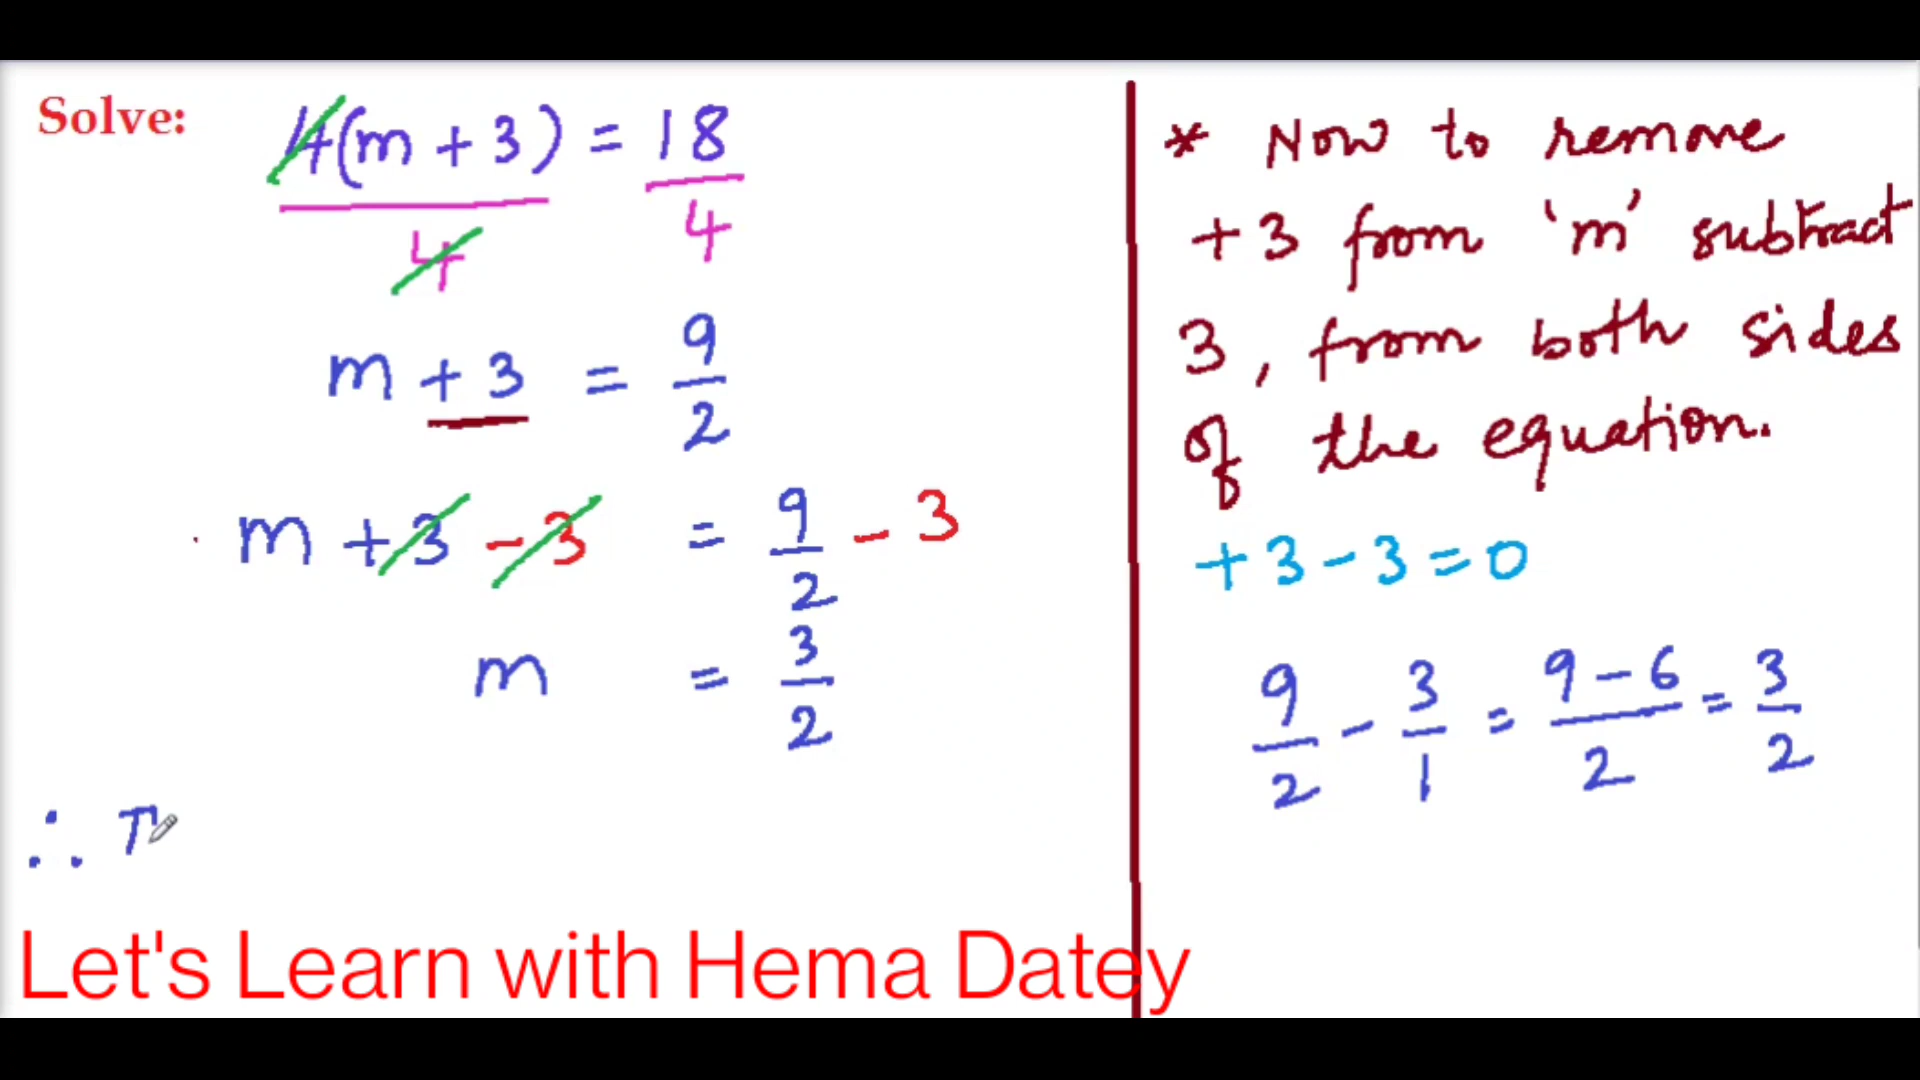 Solve: 4(m + 3) = 18
4 4
m + 3 = 9/2
m + 3 - 3 = 9/2 - 3
m = 3/2
∴ T
* Now to remove
+3 from 'm' subtract
3, from both sides
of the equation.
+3-3=0
9/2 - 3/1 = 9-6/2 = 3/2
Let's Learn with Hema Datey